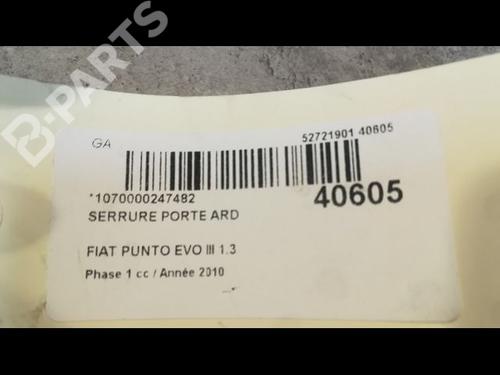 B-PARTS
GA
52721901 40605
*1070000247482
40605
SERRURE PORTE ARD
FIAT PUNTO EVO III 1.3
Phase 1 cc / Année 2010